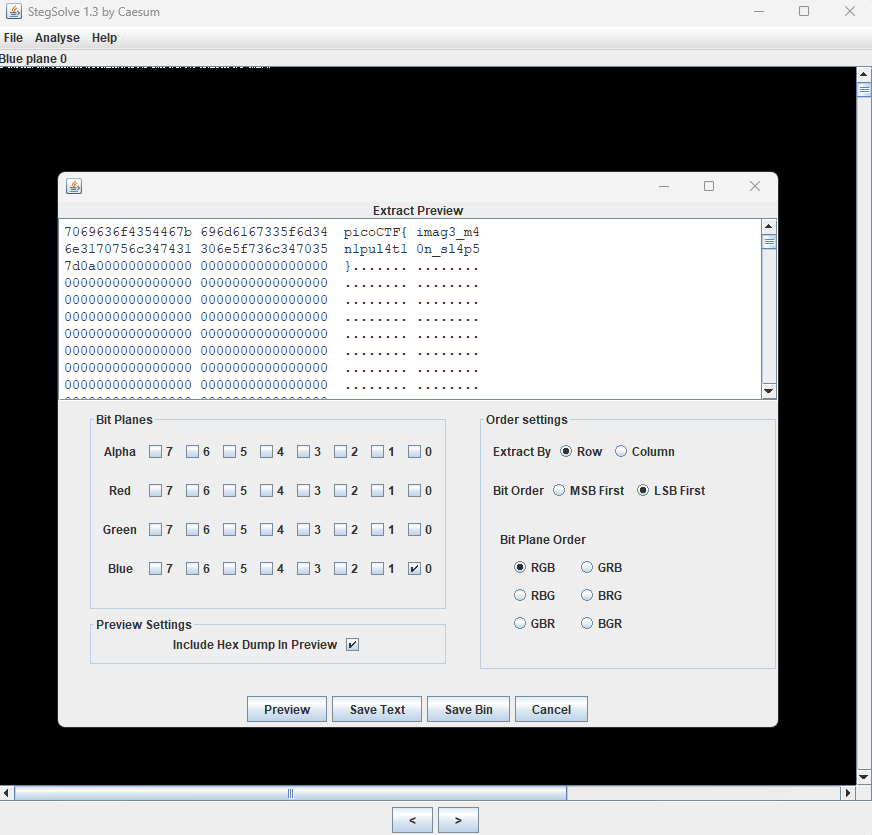 StegSolve 1.3 by Caesum
File Analyse Help
Blue plane 0
Extract Preview
7069636f4354467b 696d6167335f6d34 picoCTF{ imag3_m4
6e3170756c347431 306e5f736c347035 n1pul4t1 0n_sl4p5
7d0a000000000000 0000000000000000 }....... ........
0000000000000000 0000000000000000 ........ ........
0000000000000000 0000000000000000 ........ ........
0000000000000000 0000000000000000 ........ ........
0000000000000000 0000000000000000 ........ ........
0000000000000000 0000000000000000 ........ ........
0000000000000000 0000000000000000 ........ ........
0000000000000000 0000000000000000 ........ ........
Bit Planes
Alpha 7 6 5 4 3 2 1 0
Red 7 6 5 4 3 2 1 0
Green 7 6 5 4 3 2 1 0
Blue 7 6 5 4 3 2 1 0
Preview Settings
Include Hex Dump In Preview
Order settings
Extract By Row Column
Bit Order MSB First LSB First
Bit Plane Order
RGB GRB
RBG BRG
GBR BGR
Preview Save Text Save Bin Cancel
< >